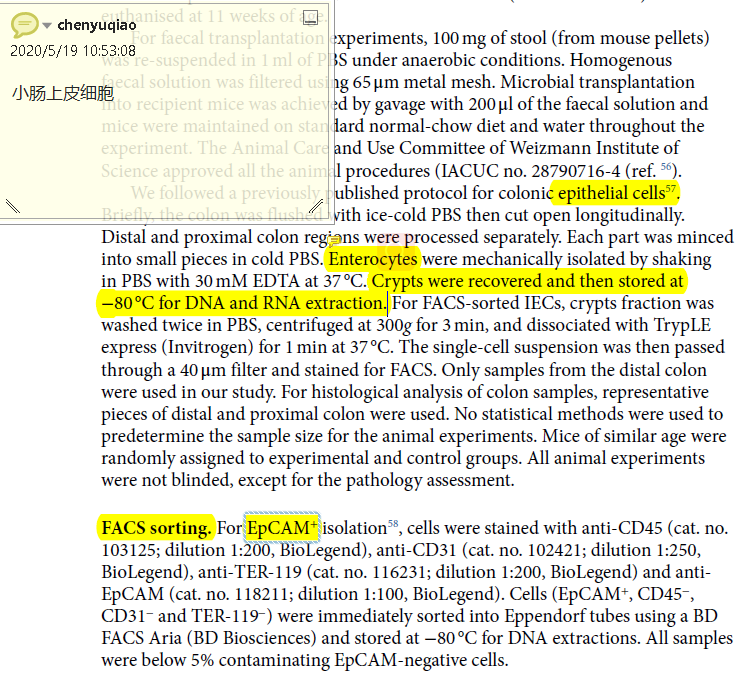 chenyuqiao
2020/5/19 10:53:08
小肠上皮细胞
euthanised at 11 weeks of age.
For faecal transplantation experiments, 100 mg of stool (from mouse pellets)
was re-suspended in 1 ml of PBS under anaerobic conditions. Homogenous
faecal solution was filtered using 65 μm metal mesh. Microbial transplantation
into recipient mice was achieved by gavage with 200 μl of the faecal solution and
mice were maintained on standard normal-chow diet and water throughout the
experiment. The Animal Care and Use Committee of Weizmann Institute of
Science approved all the animal procedures (IACUC no. 28790716-4 (ref. 56).
We followed a previously published protocol for colonic epithelial cells57.
Briefly, the colon was flushed with ice-cold PBS then cut open longitudinally.
Distal and proximal colon regions were processed separately. Each part was minced
into small pieces in cold PBS. Enterocytes were mechanically isolated by shaking
in PBS with 30 mM EDTA at 37 °C. Crypts were recovered and then stored at
−80 °C for DNA and RNA extraction. For FACS-sorted IECs, crypts fraction was
washed twice in PBS, centrifuged at 300g for 3 min, and dissociated with TrypLE
express (Invitrogen) for 1 min at 37 °C. The single-cell suspension was then passed
through a 40 μm filter and stained for FACS. Only samples from the distal colon
were used in our study. For histological analysis of colon samples, representative
pieces of distal and proximal colon were used. No statistical methods were used to
predetermine the sample size for the animal experiments. Mice of similar age were
randomly assigned to experimental and control groups. All animal experiments
were not blinded, except for the pathology assessment.
FACS sorting. For EpCAM+ isolation58, cells were stained with anti-CD45 (cat. no.
103125; dilution 1:200, BioLegend), anti-CD31 (cat. no. 102421; dilution 1:250,
BioLegend), anti-TER-119 (cat. no. 116231; dilution 1:200, BioLegend) and anti-
EpCAM (cat. no. 118211; dilution 1:100, BioLegend). Cells (EpCAM+, CD45−,
CD31− and TER-119−) were immediately sorted into Eppendorf tubes using a BD
FACS Aria (BD Biosciences) and stored at −80 °C for DNA extractions. All samples
were below 5% contaminating EpCAM-negative cells.